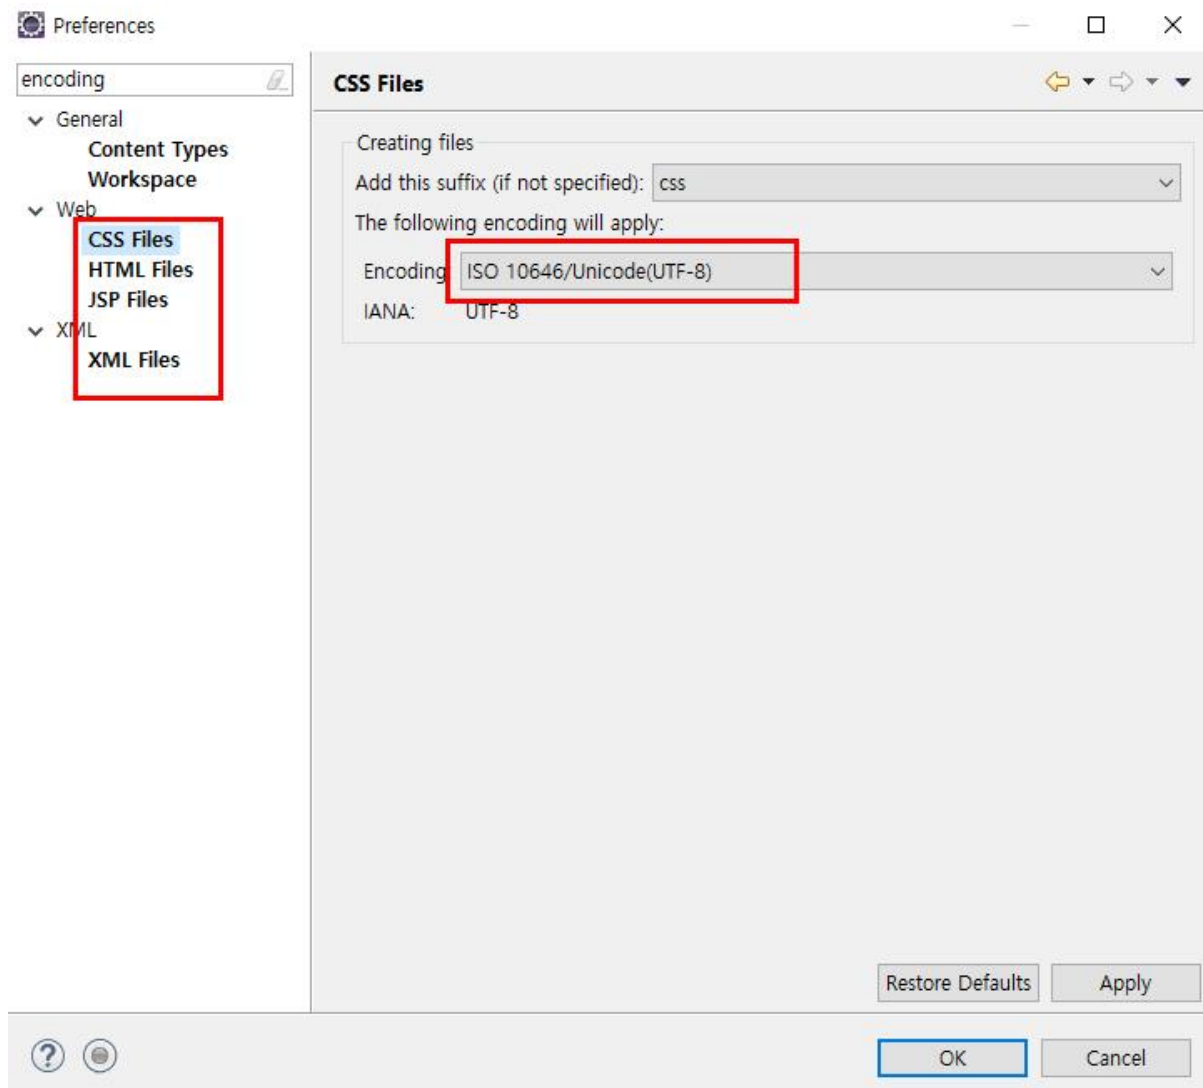 Preferences
encoding
General
Content Types
Workspace
Web
CSS Files
HTML Files
JSP Files
XML
XML Files
CSS Files
Creating files
Add this suffix (if not specified): css
The following encoding will apply:
Encoding: ISO 10646/Unicode(UTF-8)
IANA: UTF-8
Restore Defaults Apply
OK Cancel